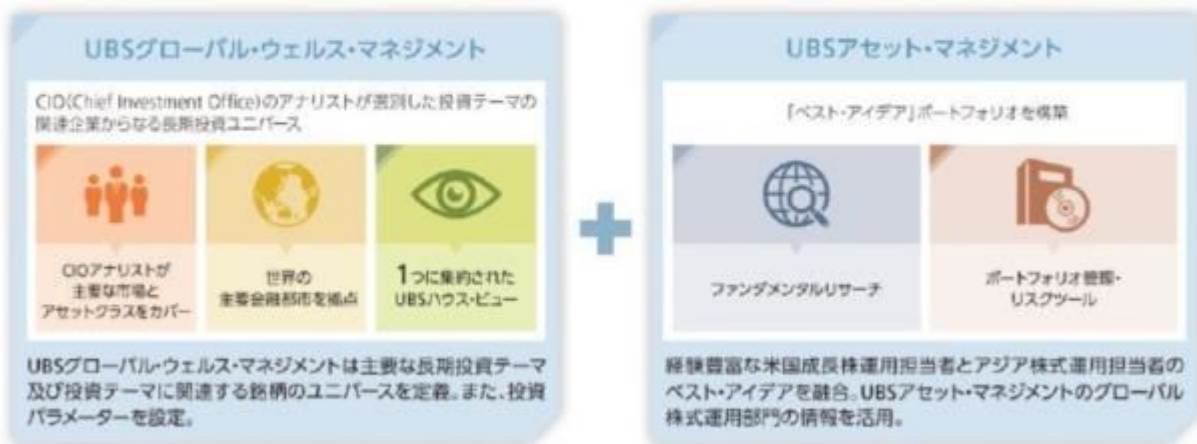 UBSグローバル・ウェルス・マネジメント
CIO(Chief Investment Office)のアナリストが選別した投資テーマの
関連企業からなる長期投資ユニバース
CIOアナリストが
主要な市場と
アセットクラスをカバー
世界の
主要金融都市を拠点
1つに集約された
UBSハウス・ビュー
UBSグローバル・ウェルス・マネジメントは主要な長期投資テーマ
及び投資テーマに関連する銘柄のユニバースを定義。また、投資
パラメーターを設定。
UBSアセット・マネジメント
「ベスト・アイデア」ポートフォリオを構築
ファンダメンタルリサーチ
ポートフォリオ管理・
リスクツール
経験豊富な米国成長株運用担当者とアジア株式運用担当者の
ベスト・アイデアを融合。UBSアセット・マネジメントのグローバル
株式運用部門の情報を活用。